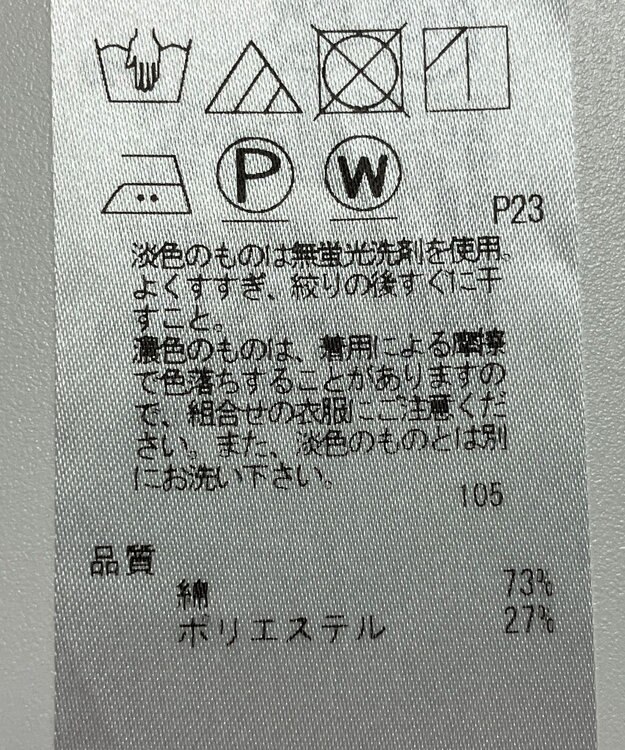 P W
P23
淡色のものは無蛍光洗剤を使用。
よくすすぎ、絞りの後すぐに干
すこと。
濃色のものは、着用による摩擦
で色落ちすることがありますの
で、組合せの衣服にご注意くだ
さい。また、淡色のものとは別
にお洗い下さい。
105
品質
綿 73%
ポリエステル 27%